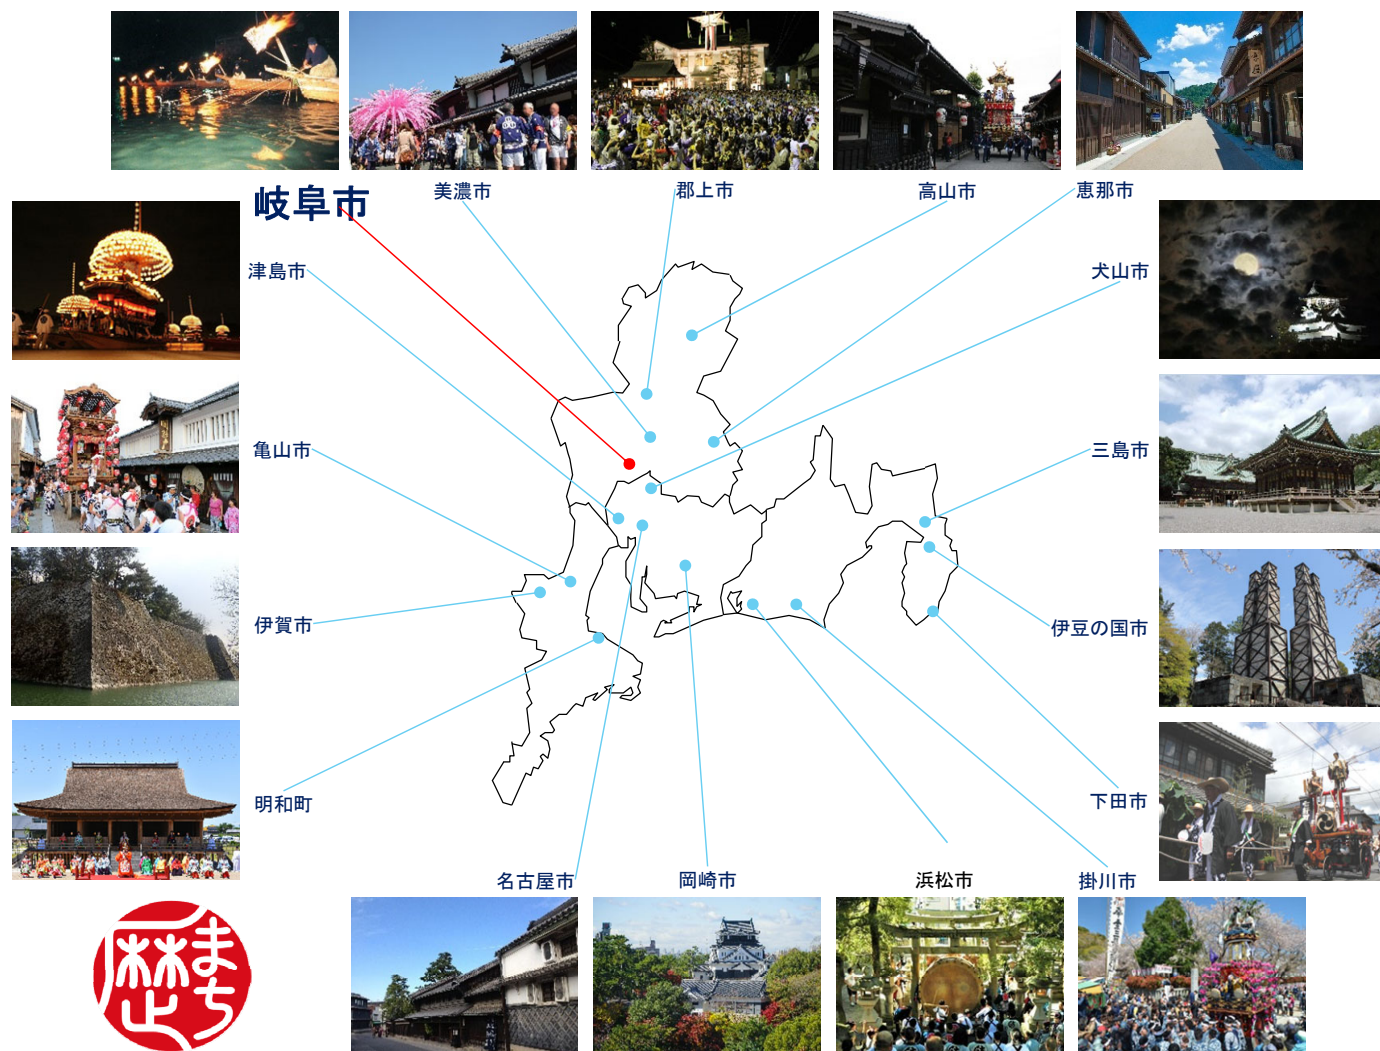 岐阜市
美濃市
郡上市
高山市
恵那市
津島市
犬山市
亀山市
三島市
伊賀市
伊豆の国市
明和町
下田市
名古屋市
岡崎市
浜松市
掛川市
歴まち